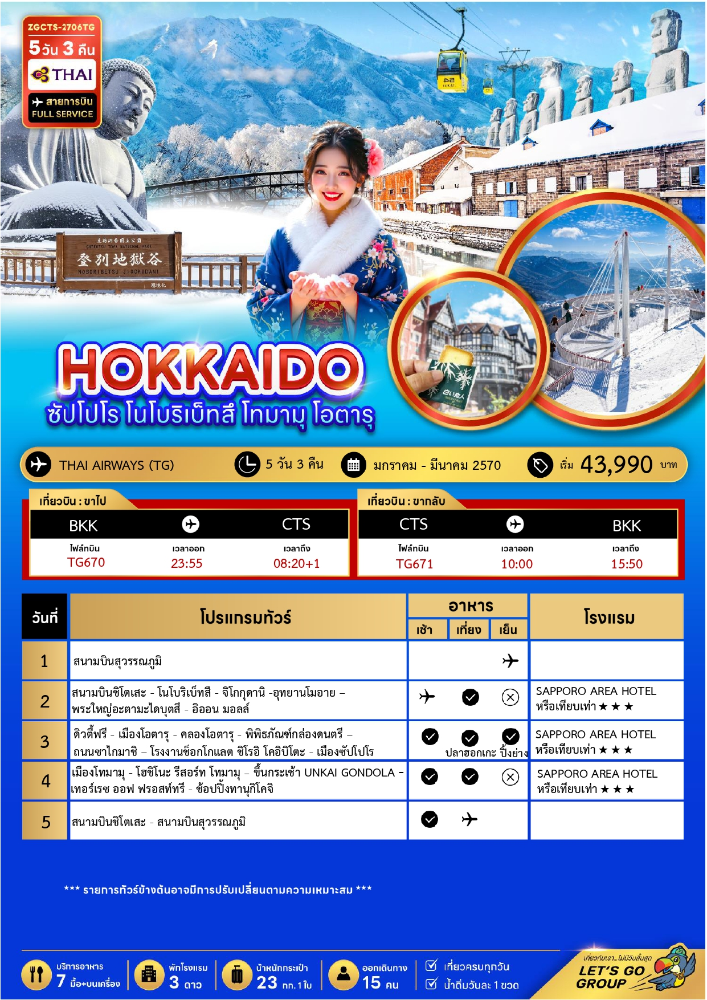 ZGCTS-2706TG
5 วัน 3 คืน
THAI
สายการบิน
FULL SERVICE
支笏洞爺国立公園
SHIKOTSU-TOYA NATIONAL PARK
登別地獄谷
NOBORIBETSU JIGOKUDANI
環境化
54
白い恋人
HOKKAIDO
ซัปโปโร โนโบริเบ็ทสึ โทมามุ โอตารุ
THAI AIRWAYS (TG) 5 วัน 3 คืน มกราคม - มีนาคม 2570 เริ่ม 43,990 บาท
เที่ยวบิน : ขาไป
BKK CTS
ไฟล์ทบิน เวลาออก เวลาถึง
TG670 23:55 08:20+1
เที่ยวบิน : ขากลับ
CTS BKK
ไฟล์ทบิน เวลาออก เวลาถึง
TG671 10:00 15:50
วันที่ โปรแกรมทัวร์ อาหาร โรงแรม
เช้า เที่ยง เย็น
1 สนามบินสุวรรณภูมิ
2 สนามบินชิโตเสะ - โนโบริเบ็ทสึ - จิโกกุดานิ -อุทยานโมอาย –
พระใหญ่อะตามะไดบุตสึ - อิออน มอลล์
SAPPORO AREA HOTEL
หรือเทียบเท่า ★ ★ ★
3 ดิวตี้ฟรี - เมืองโอตารุ - คลองโอตารุ - พิพิธภัณฑ์กล่องดนตรี –
ถนนซาไกมาชิ – โรงงานช็อกโกแลต ชิโรอิ โคอิบิโตะ - เมืองซัปโปโร
ปลาฮอกเกะ ปิ้งย่าง
SAPPORO AREA HOTEL
หรือเทียบเท่า ★ ★ ★
4 เมืองโทมามุ - โฮชิโนะ รีสอร์ท โทมามุ – ขึ้นกระเช้า UNKAI GONDOLA -
เทอร์เรซ ออฟ ฟรอสท์ทรี - ช้อปปิ้งทานุกิโคจิ
SAPPORO AREA HOTEL
หรือเทียบเท่า ★ ★ ★
5 สนามบินชิโตเสะ - สนามบินสุวรรณภูมิ
*** รายการทัวร์ข้างต้นอาจมีการปรับเปลี่ยนตามความเหมาะสม ***
บริการอาหาร
7 มื้อ+บนเครื่อง
พักโรงแรม
3 ดาว
น้ำหนักกระเป๋า
23 กก. 1 ใบ
ออกเดินทาง
15 คน
เที่ยวครบทุกวัน
น้ำดื่มวันละ 1 ขวด
เที่ยวกับเรา...ไม่มีวันสิ้นสุด
LET'S GO
GROUP